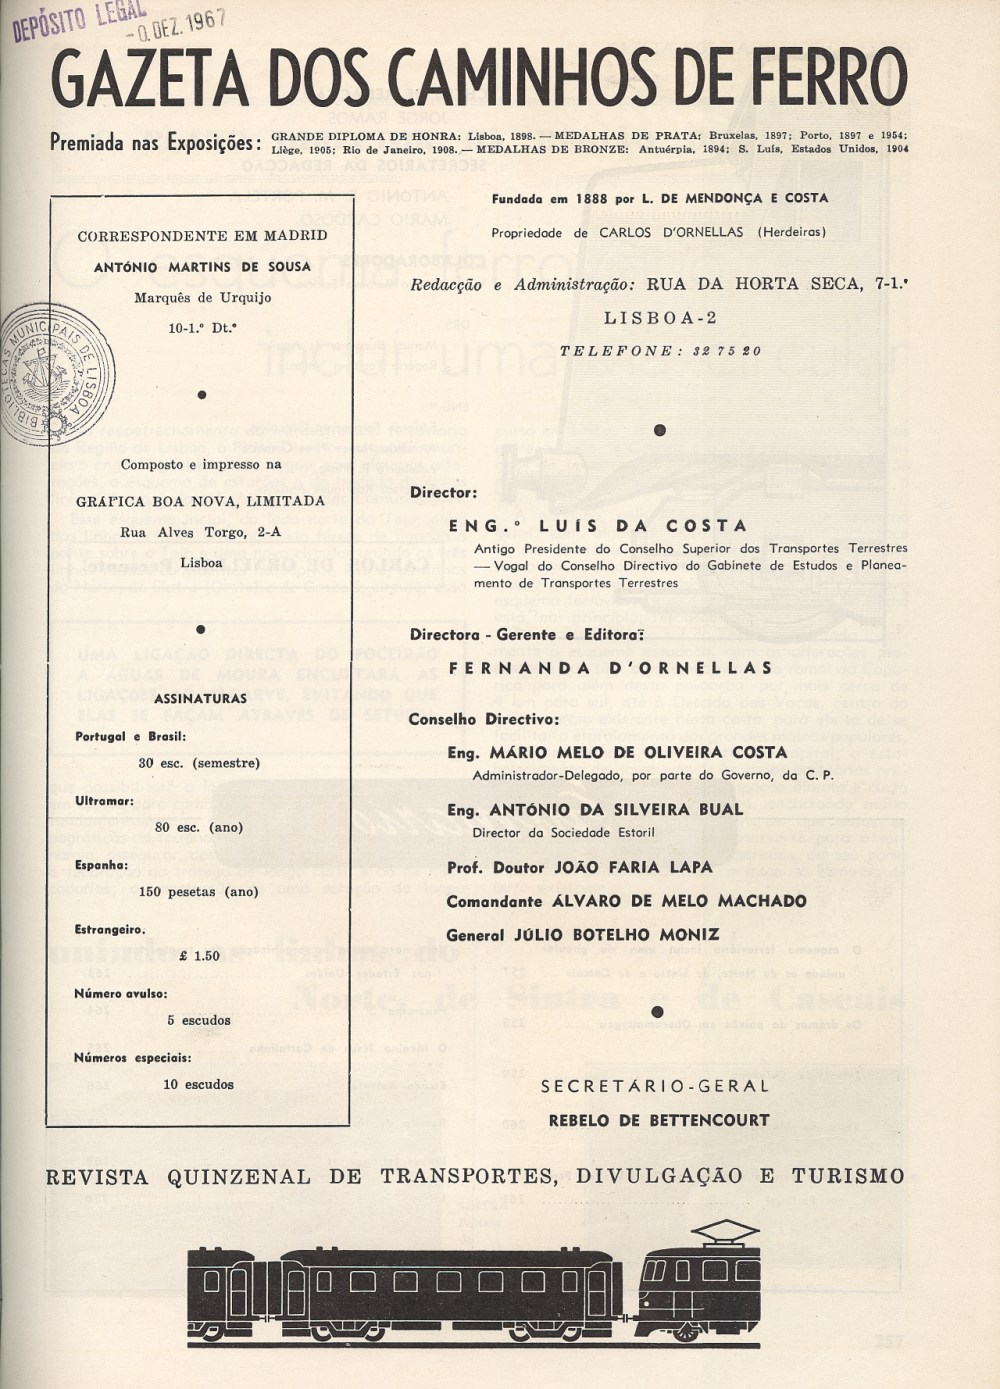 DEPÓSITO LEGAL
DEZ. 1967
GAZETA DOS CAMINHOS DE FERRO
Premiada nas Exposições: GRANDE DIPLOMA DE HONRA: Lisboa, 1898. — MEDALHAS DE PRATA: Bruxelas, 1897; Porto, 1897 e 1954;
Liège, 1905; Rio de Janeiro, 1908. — MEDALHAS DE BRONZE: Antuérpia, 1894; S. Luís, Estados Unidos, 1904
CORRESPONDENTE EM MADRID
ANTÓNIO MARTINS DE SOUSA
Marquês de Urquijo
10-1.º Dt.º
BIBLIOTECAS MUNICIPAIS DE LISBOA
Composto e impresso na
GRÁFICA BOA NOVA, LIMITADA
Rua Alves Torgo, 2-A
Lisboa
ASSINATURAS
Portugal e Brasil:
30 esc. (semestre)
Ultramar:
80 esc. (ano)
Espanha:
150 pesetas (ano)
Estrangeiro.
£ 1.50
Número avulso:
5 escudos
Números especiais:
10 escudos
Fundada em 1888 por L. DE MENDONÇA E COSTA
Propriedade de CARLOS D'ORNELLAS (Herdeiras)
Redacção e Administração: RUA DA HORTA SECA, 7-1.º
LISBOA-2
TELEFONE: 32 75 20
Director:
ENG.º LUÍS DA COSTA
Antigo Presidente do Conselho Superior dos Transportes Terrestres
— Vogal do Conselho Directivo do Gabinete de Estudos e Planea-
mento de Transportes Terrestres
Directora - Gerente e Editora:
FERNANDA D'ORNELLAS
Conselho Directivo:
Eng. MÁRIO MELO DE OLIVEIRA COSTA
Administrador-Delegado, por parte do Governo, da C. P.
Eng. ANTÓNIO DA SILVEIRA BUAL
Director da Sociedade Estoril
Prof. Doutor JOÃO FARIA LAPA
Comandante ÁLVARO DE MELO MACHADO
General JÚLIO BOTELHO MONIZ
SECRETÁRIO-GERAL
REBELO DE BETTENCOURT
REVISTA QUINZENAL DE TRANSPORTES, DIVULGAÇÃO E TURISMO